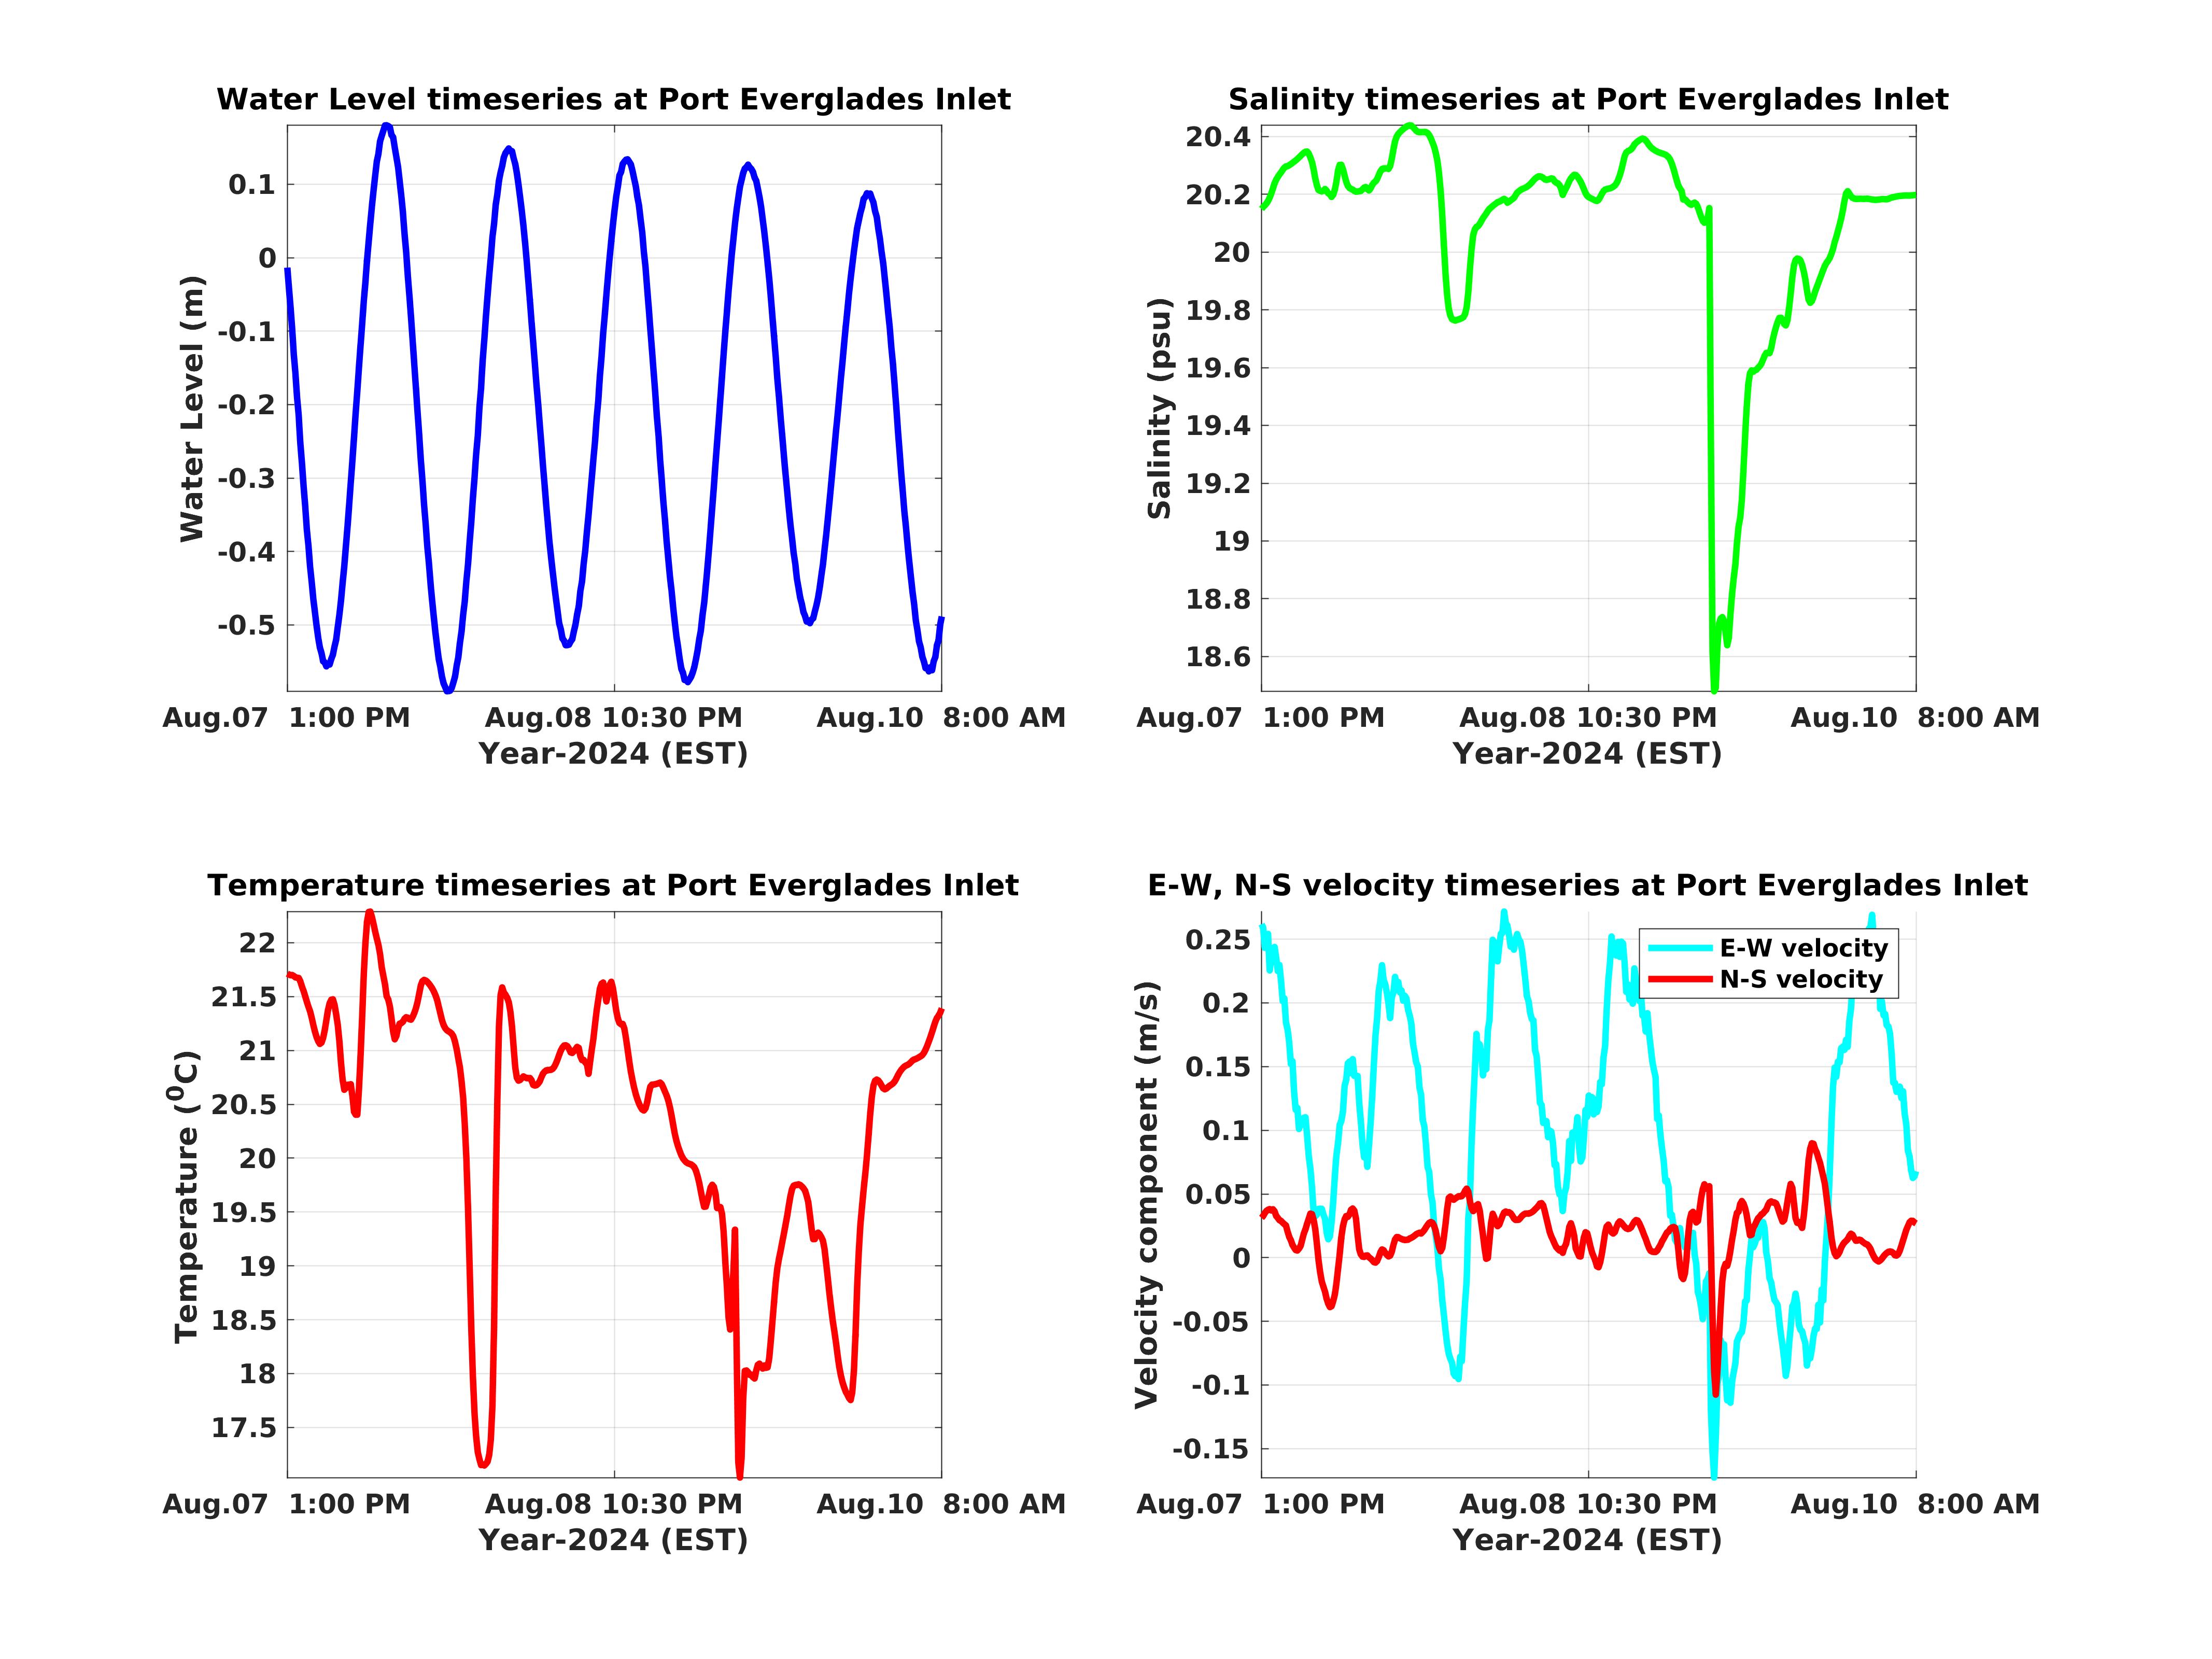 Water Level timeseries at Port Everglades Inlet
Water Level (m)
0.1
0
-0.1
-0.2
-0.3
-0.4
-0.5
Aug.07 1:00 PM Aug.08 10:30 PM Aug.10 8:00 AM
Year-2024 (EST)
Salinity timeseries at Port Everglades Inlet
Salinity (psu)
20.4
20.2
20
19.8
19.6
19.4
19.2
19
18.8
18.6
Aug.07 1:00 PM Aug.08 10:30 PM Aug.10 8:00 AM
Year-2024 (EST)
Temperature timeseries at Port Everglades Inlet
Temperature (⁰C)
22
21.5
21
20.5
20
19.5
19
18.5
18
17.5
Aug.07 1:00 PM Aug.08 10:30 PM Aug.10 8:00 AM
Year-2024 (EST)
E-W, N-S velocity timeseries at Port Everglades Inlet
Velocity component (m/s)
0.25
0.2
0.15
0.1
0.05
0
-0.05
-0.1
-0.15
E-W velocity
N-S velocity
Aug.07 1:00 PM Aug.08 10:30 PM Aug.10 8:00 AM
Year-2024 (EST)